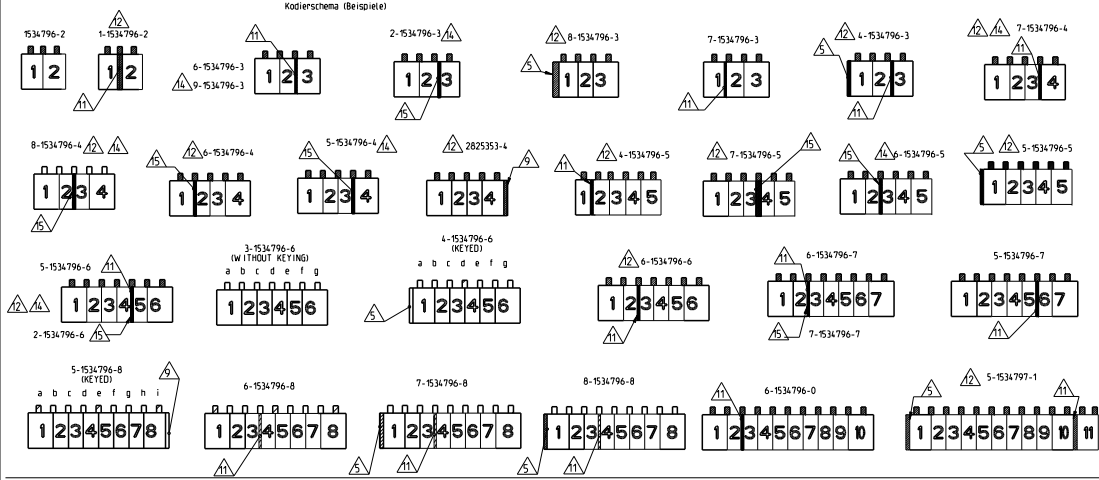 Kodierschema (Beispiele)
1534796-2
1 2
12
1-1534796-2
1 2
11
11
6-1534796-3
14 9-1534796-3
1 2 3
2-1534796-3 14
1 2 3
15
12 8-1534796-3
5
1 2 3
7-1534796-3
1 2 3
11
5 12 4-1534796-3
1 2 3
11
12 14 7-1534796-4
11
1 2 3 4
8-1534796-4 12 14
1 2 3 4
15
15 12 6-1534796-4
1 2 3 4
15 5-1534796-4 14
1 2 3 4
12 2825353-4
9
1 2 3 4
11 12 4-1534796-5
1 2 3 4 5
12 7-1534796-5 15
1 2 3 4 5
15 14 6-1534796-5
1 2 3 4 5
5 12 5-1534796-5
1 2 3 4 5
5-1534796-6 11
12 14
1 2 3 4 5 6
2-1534796-6 15
3-1534796-6
(WITHOUT KEYING)
a b c d e f g
1 2 3 4 5 6
4-1534796-6
(KEYED)
a b c d e f g
1 2 3 4 5 6
5
12 6-1534796-6
1 2 3 4 5 6
11
11 6-1534796-7
1 2 3 4 5 6 7
15 7-1534796-7
5-1534796-7
1 2 3 4 5 6 7
11
5-1534796-8
(KEYED)
9
a b c d e f g h i
1 2 3 4 5 6 7 8
6-1534796-8
1 2 3 4 5 6 7 8
11
7-1534796-8
1 2 3 4 5 6 7 8
5 11
8-1534796-8
1 2 3 4 5 6 7 8
5 11
6-1534796-0
11
1 2 3 4 5 6 7 8 9 10
5 12 5-1534797-1 11
1 2 3 4 5 6 7 8 9 10 11